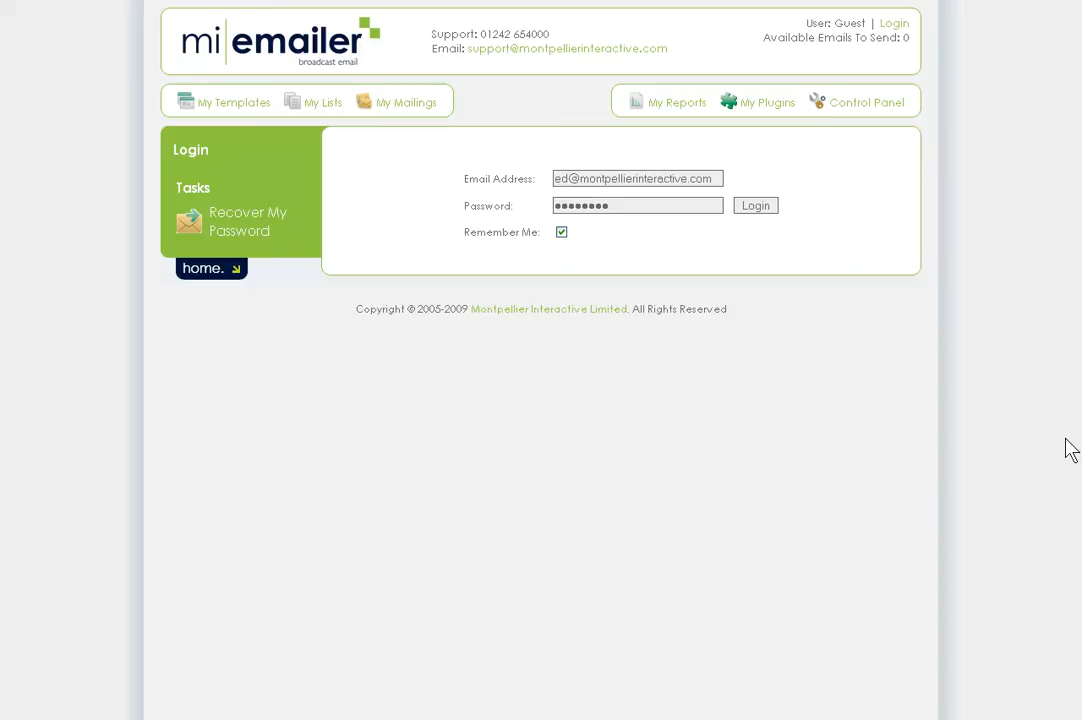 mi emailer
broadcast email
Support: 01242 654000
Email: support@montpellierinteractive.com
User: Guest | Login
Available Emails To Send: 0
My Templates My Lists My Mailings
My Reports My Plugins Control Panel
Login
Tasks
Recover My
Password
home.
Email Address: ed@montpellierinteractive.com
Password: ●●●●●●●● Login
Remember Me:
Copyright © 2005-2009 Montpellier Interactive Limited. All Rights Reserved